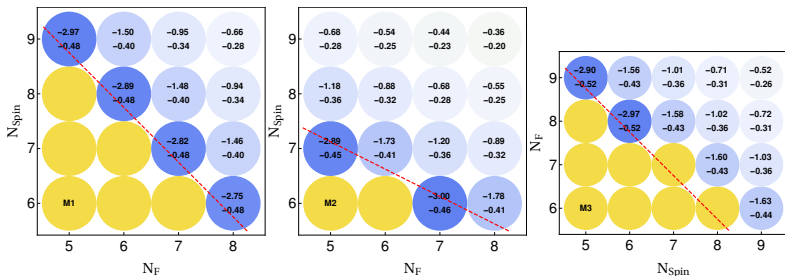 9
8
7
6
N_Spin
-2.97 -1.50 -0.95 -0.66
-0.48 -0.40 -0.34 -0.28
-2.89 -1.48 -0.94
-0.48 -0.40 -0.34
-2.82 -1.46
-0.48 -0.40
M1 -2.75
-0.48
5 6 7 8
N_F
9
8
7
6
N_Spin
-0.68 -0.54 -0.44 -0.36
-0.28 -0.25 -0.23 -0.20
-1.18 -0.88 -0.68 -0.55
-0.36 -0.32 -0.28 -0.25
-2.89 -1.73 -1.20 -0.89
-0.45 -0.41 -0.36 -0.32
M2 -3.00 -1.78
-0.46 -0.41
5 6 7 8
N_F
9
8
7
6
N_F
-2.90 -1.56 -1.01 -0.71 -0.52
-0.52 -0.43 -0.36 -0.31 -0.26
-2.97 -1.58 -1.02 -0.72
-0.52 -0.43 -0.36 -0.31
-1.60 -1.03
-0.43 -0.36
M3 -1.63
-0.44
5 6 7 8 9
N_Spin